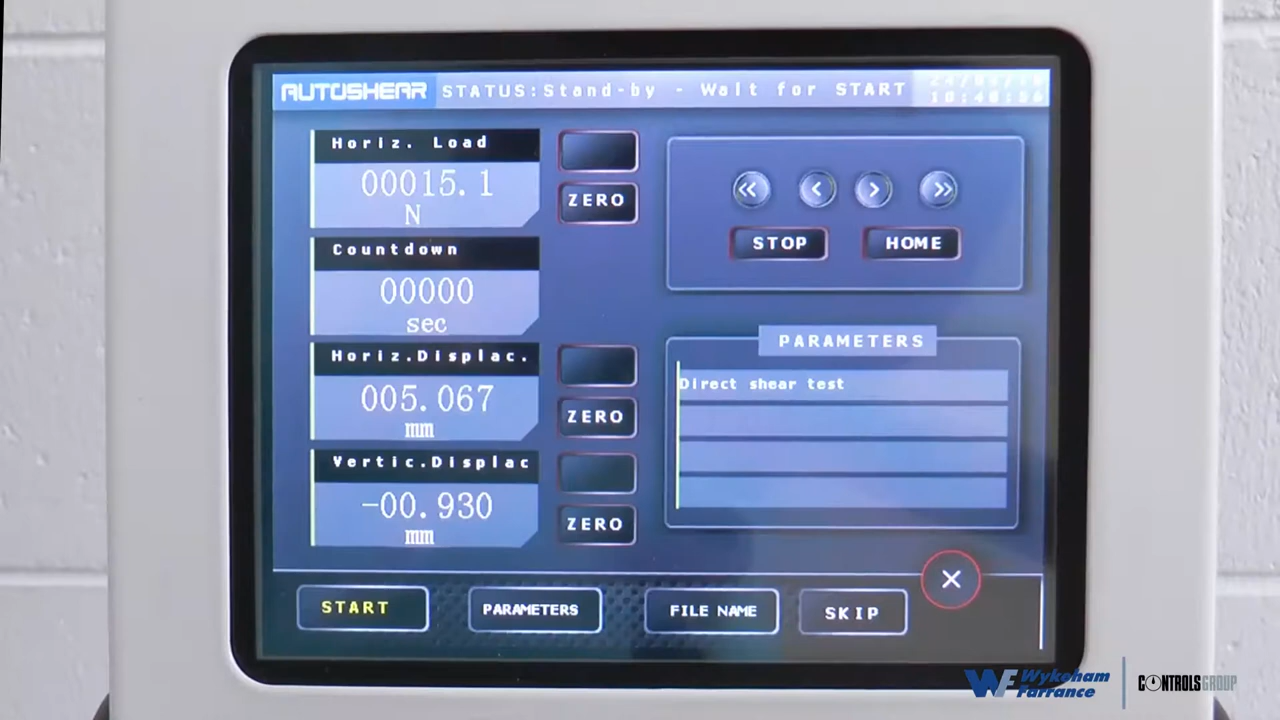 AUTOSHEAR STATUS:Stand-by - Wait for START
Horiz. Load
00015.1
N
ZERO
Countdown
00000
sec
Horiz.Displac.
005.067
mm
ZERO
Vertic.Displac
-00.930
mm
ZERO
STOP HOME
PARAMETERS
Direct shear test
START PARAMETERS FILE NAME SKIP
WF Wykeham Farrance CONTROLSGROUP